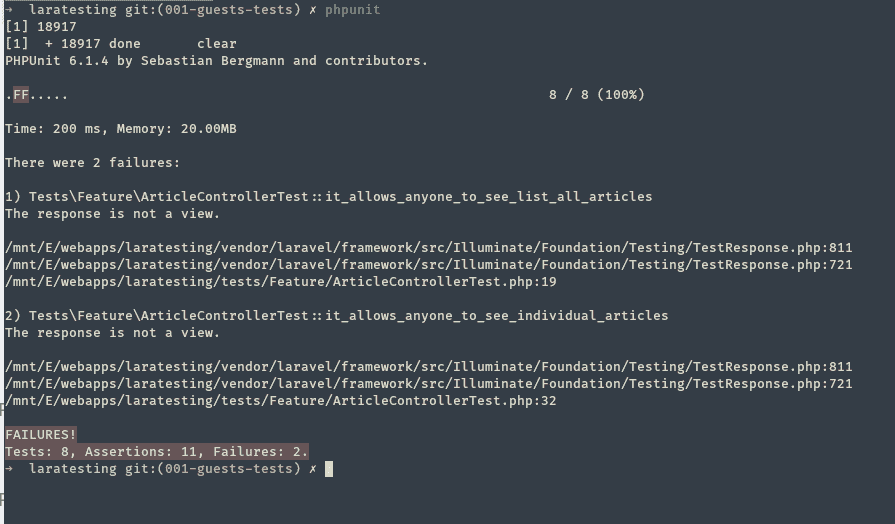 →  laratesting git:(001-guests-tests) ✗ phpunit
[1] 18917
[1]  + 18917 done       clear
PHPUnit 6.1.4 by Sebastian Bergmann and contributors.
.FF.....                                                            8 / 8 (100%)
Time: 200 ms, Memory: 20.00MB
There were 2 failures:
1) Tests\Feature\ArticleControllerTest::it_allows_anyone_to_see_list_all_articles
The response is not a view.
/mnt/E/webapps/laratesting/vendor/laravel/framework/src/Illuminate/Foundation/Testing/TestResponse.php:811
/mnt/E/webapps/laratesting/vendor/laravel/framework/src/Illuminate/Foundation/Testing/TestResponse.php:721
/mnt/E/webapps/laratesting/tests/Feature/ArticleControllerTest.php:19
2) Tests\Feature\ArticleControllerTest::it_allows_anyone_to_see_individual_articles
The response is not a view.
/mnt/E/webapps/laratesting/vendor/laravel/framework/src/Illuminate/Foundation/Testing/TestResponse.php:811
/mnt/E/webapps/laratesting/vendor/laravel/framework/src/Illuminate/Foundation/Testing/TestResponse.php:721
/mnt/E/webapps/laratesting/tests/Feature/ArticleControllerTest.php:32
FAILURES!
Tests: 8, Assertions: 11, Failures: 2.
→  laratesting git:(001-guests-tests) ✗